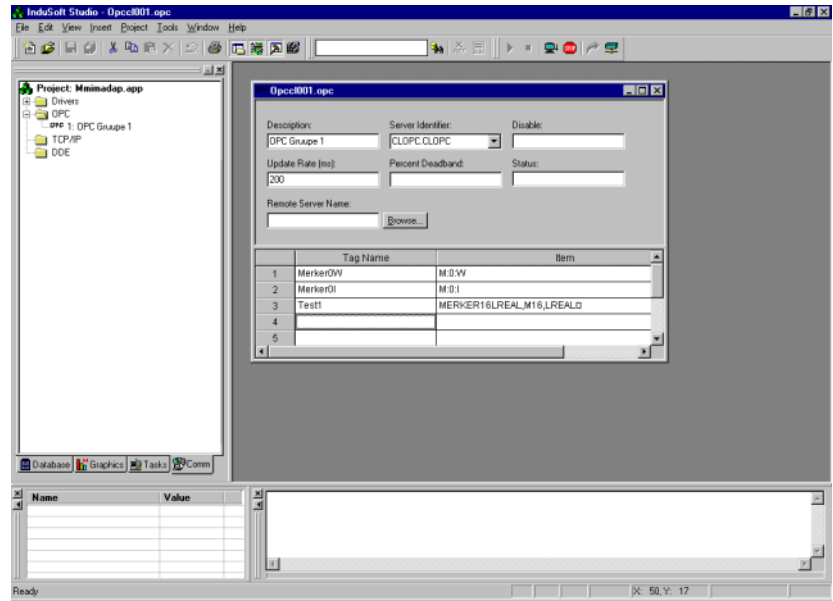 InduSoft Studio - Opccl001.opc
File Edit View Insert Project Tools Window Help
Project: Mmimadap.app
Drivers
OPC
OPC 1: OPC Gruupe 1
TCP/IP
DDE
Database Graphics Tasks Comm
Opccl001.opc
Description: Server Identifier: Disable:
OPC Gruupe 1 CLOPC.CLOPC
Update Rate (ms): Percent Deadband: Status:
200
Remote Server Name:
Browse...
Tag Name Item
1 Merker0W M:0:W
2 Merker0I M:0:I
3 Test1 MERKER16LREAL,M16,LREAL
4
5
Name Value
Ready X: 50, Y: 17